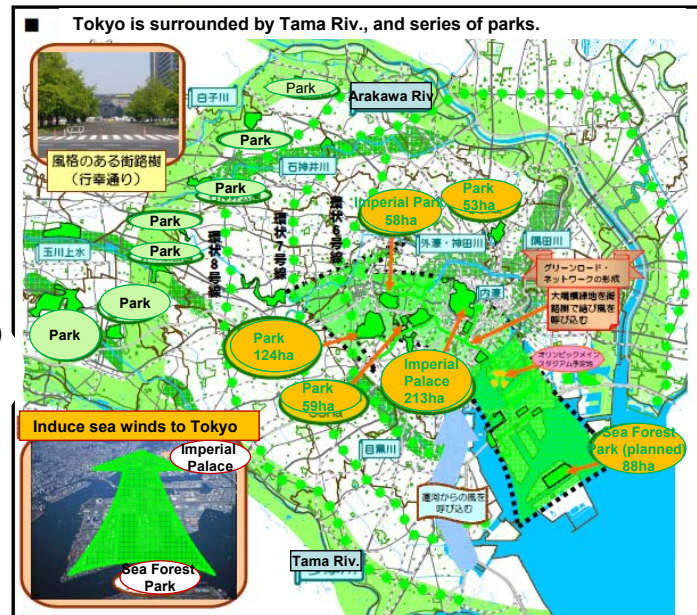 ■ Tokyo is surrounded by Tama Riv., and series of parks.
風格のある街路樹
(行幸通り)
白子川
Park
Arakawa Riv
Park
石神井川
Park
Imperial Park
58ha
Park
53ha
Park
Park
玉川上水
環状8号線
環状7号線
環状6号線
外濠・神田川
隅田川
グリーンロード・
ネットワークの形成
大規模緑地を街
路樹で結び風を
呼び込む
内濠
Park
Park
Park
124ha
Park
59ha
Imperial
Palace
213ha
オリンピックメイン
スタジアム予定地
Sea Forest
Park (planned)
88ha
目黒川
運河からの風を
呼び込む
Induce sea winds to Tokyo
Imperial
Palace
Sea Forest
Park
Tama Riv.